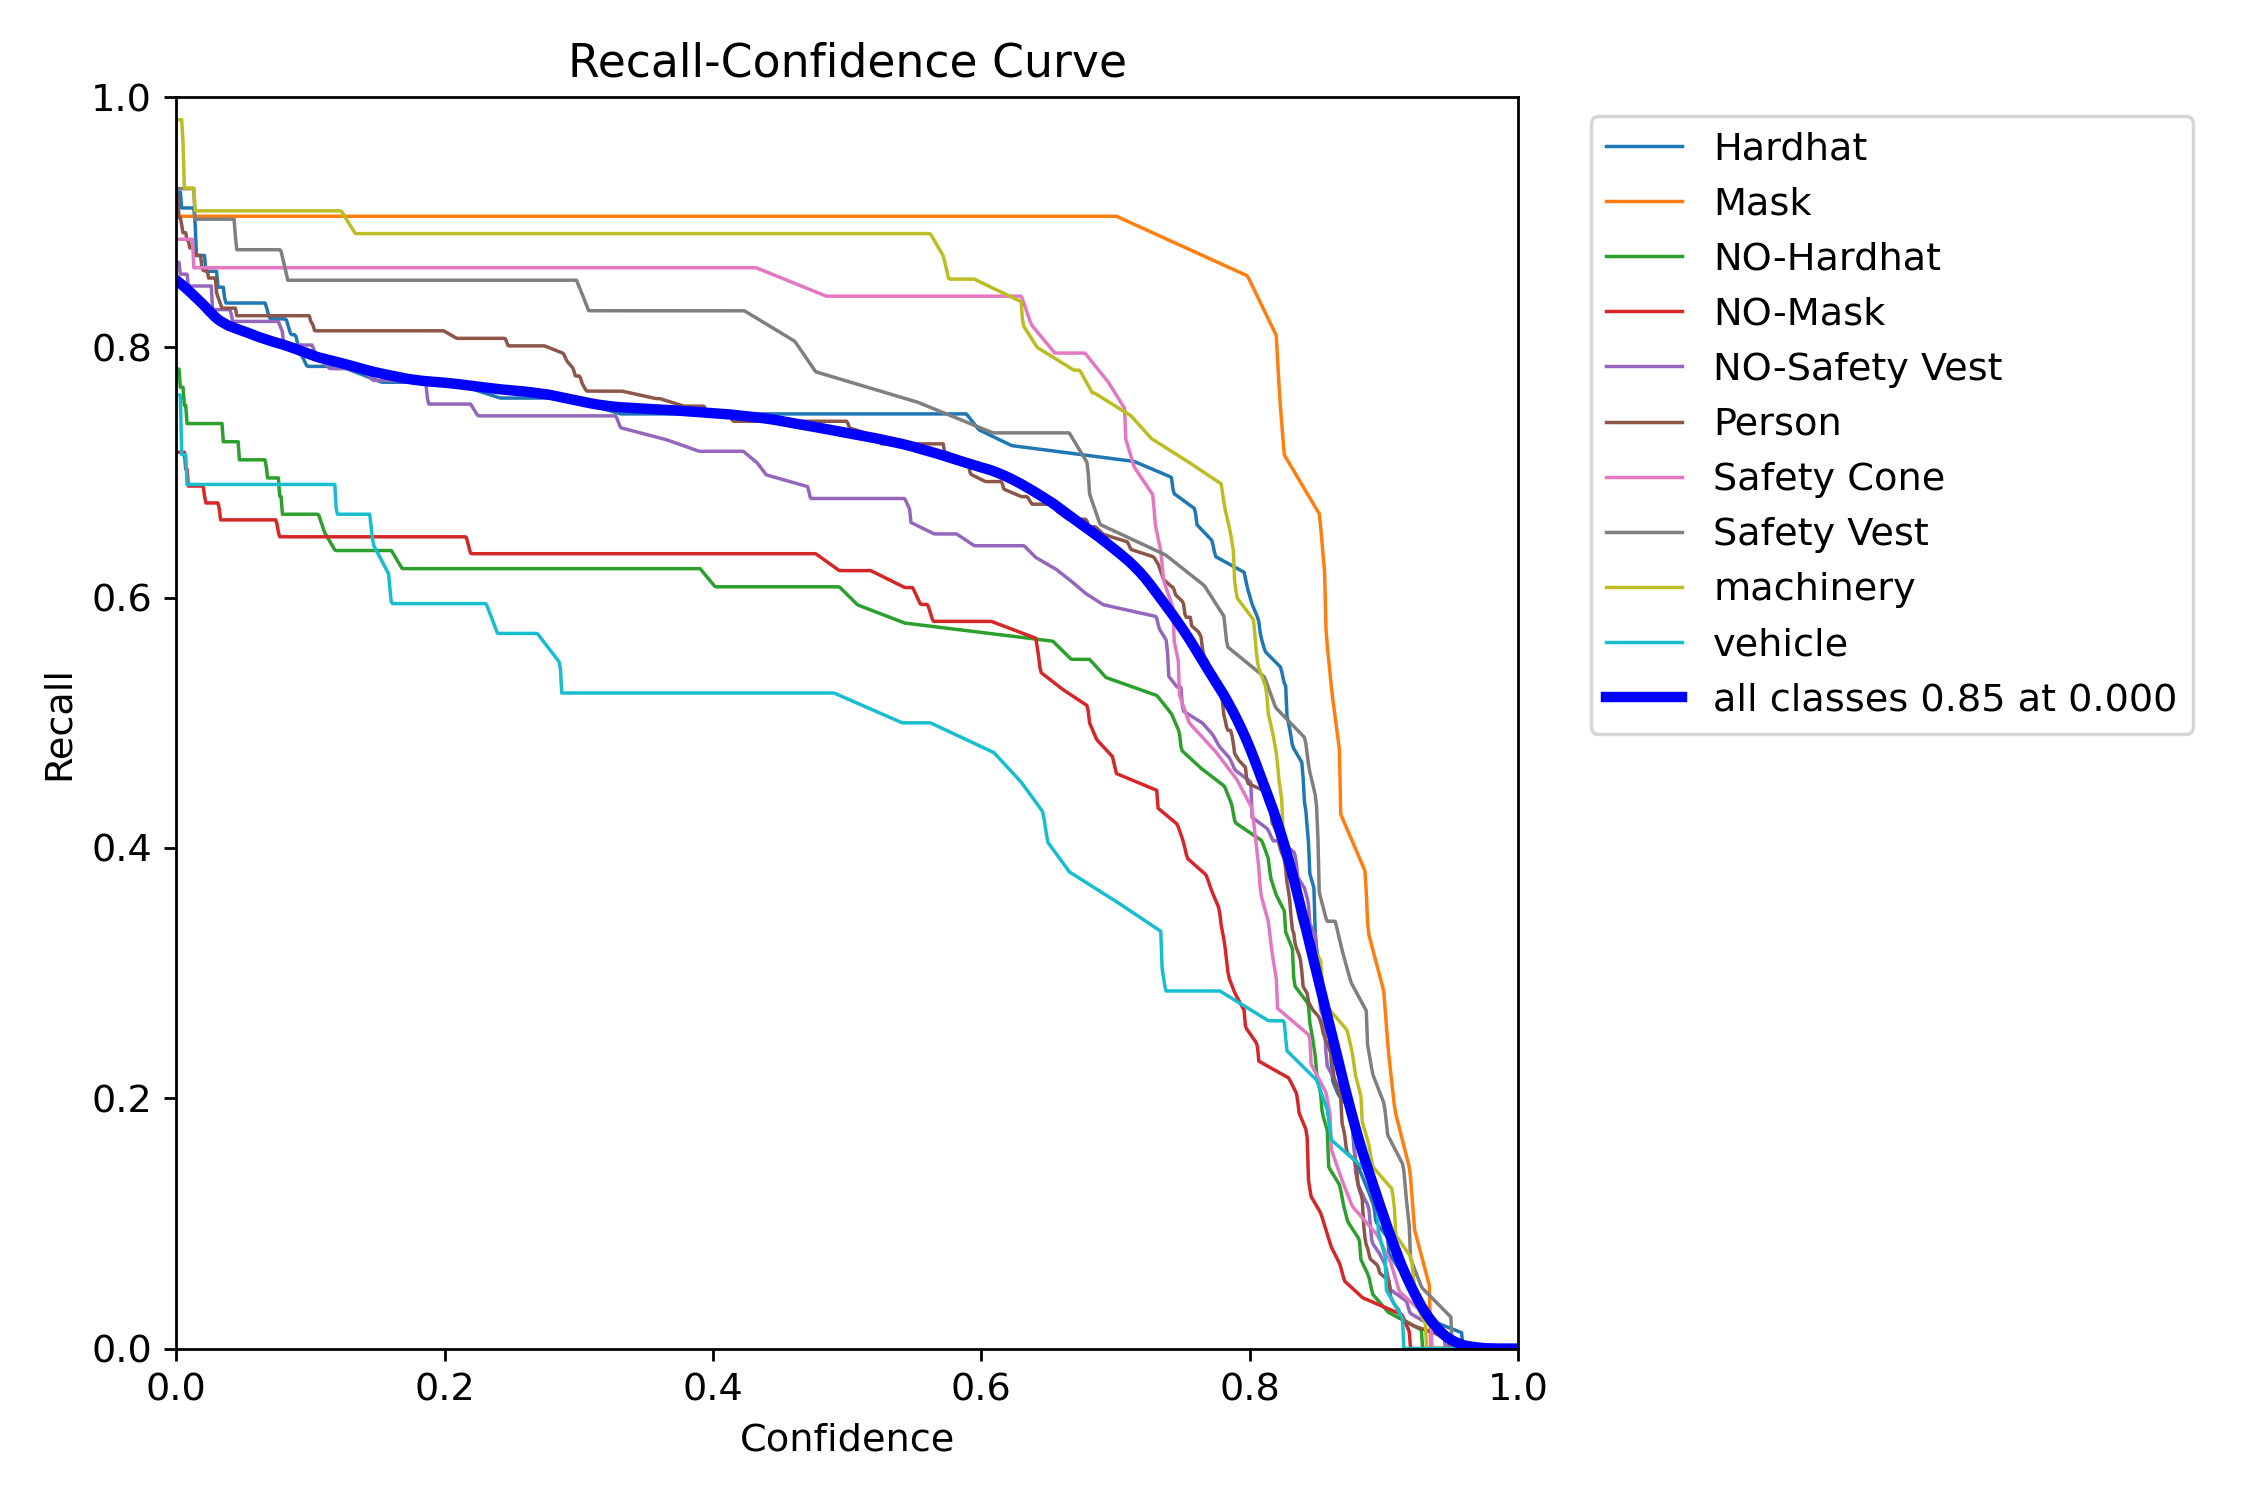 Recall-Confidence Curve
1.0
0.8
0.6
0.4
0.2
0.0
Recall
0.0 0.2 0.4 0.6 0.8 1.0
Confidence
Hardhat
Mask
NO-Hardhat
NO-Mask
NO-Safety Vest
Person
Safety Cone
Safety Vest
machinery
vehicle
all classes 0.85 at 0.000